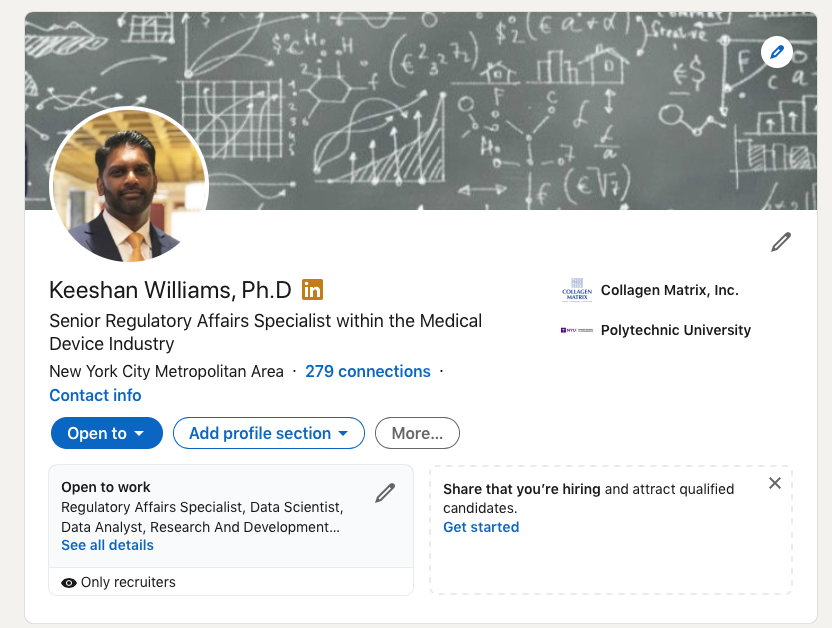 Keeshan Williams, Ph.D in
Senior Regulatory Affairs Specialist within the Medical
Device Industry
New York City Metropolitan Area · 279 connections ·
Contact info
COLLAGEN
MATRIX
Collagen Matrix, Inc.
NYU
Polytechnic University
Open to
Add profile section
More...
Open to work
Regulatory Affairs Specialist, Data Scientist,
Data Analyst, Research And Development...
See all details
Only recruiters
Share that you're hiring and attract qualified
candidates.
Get started